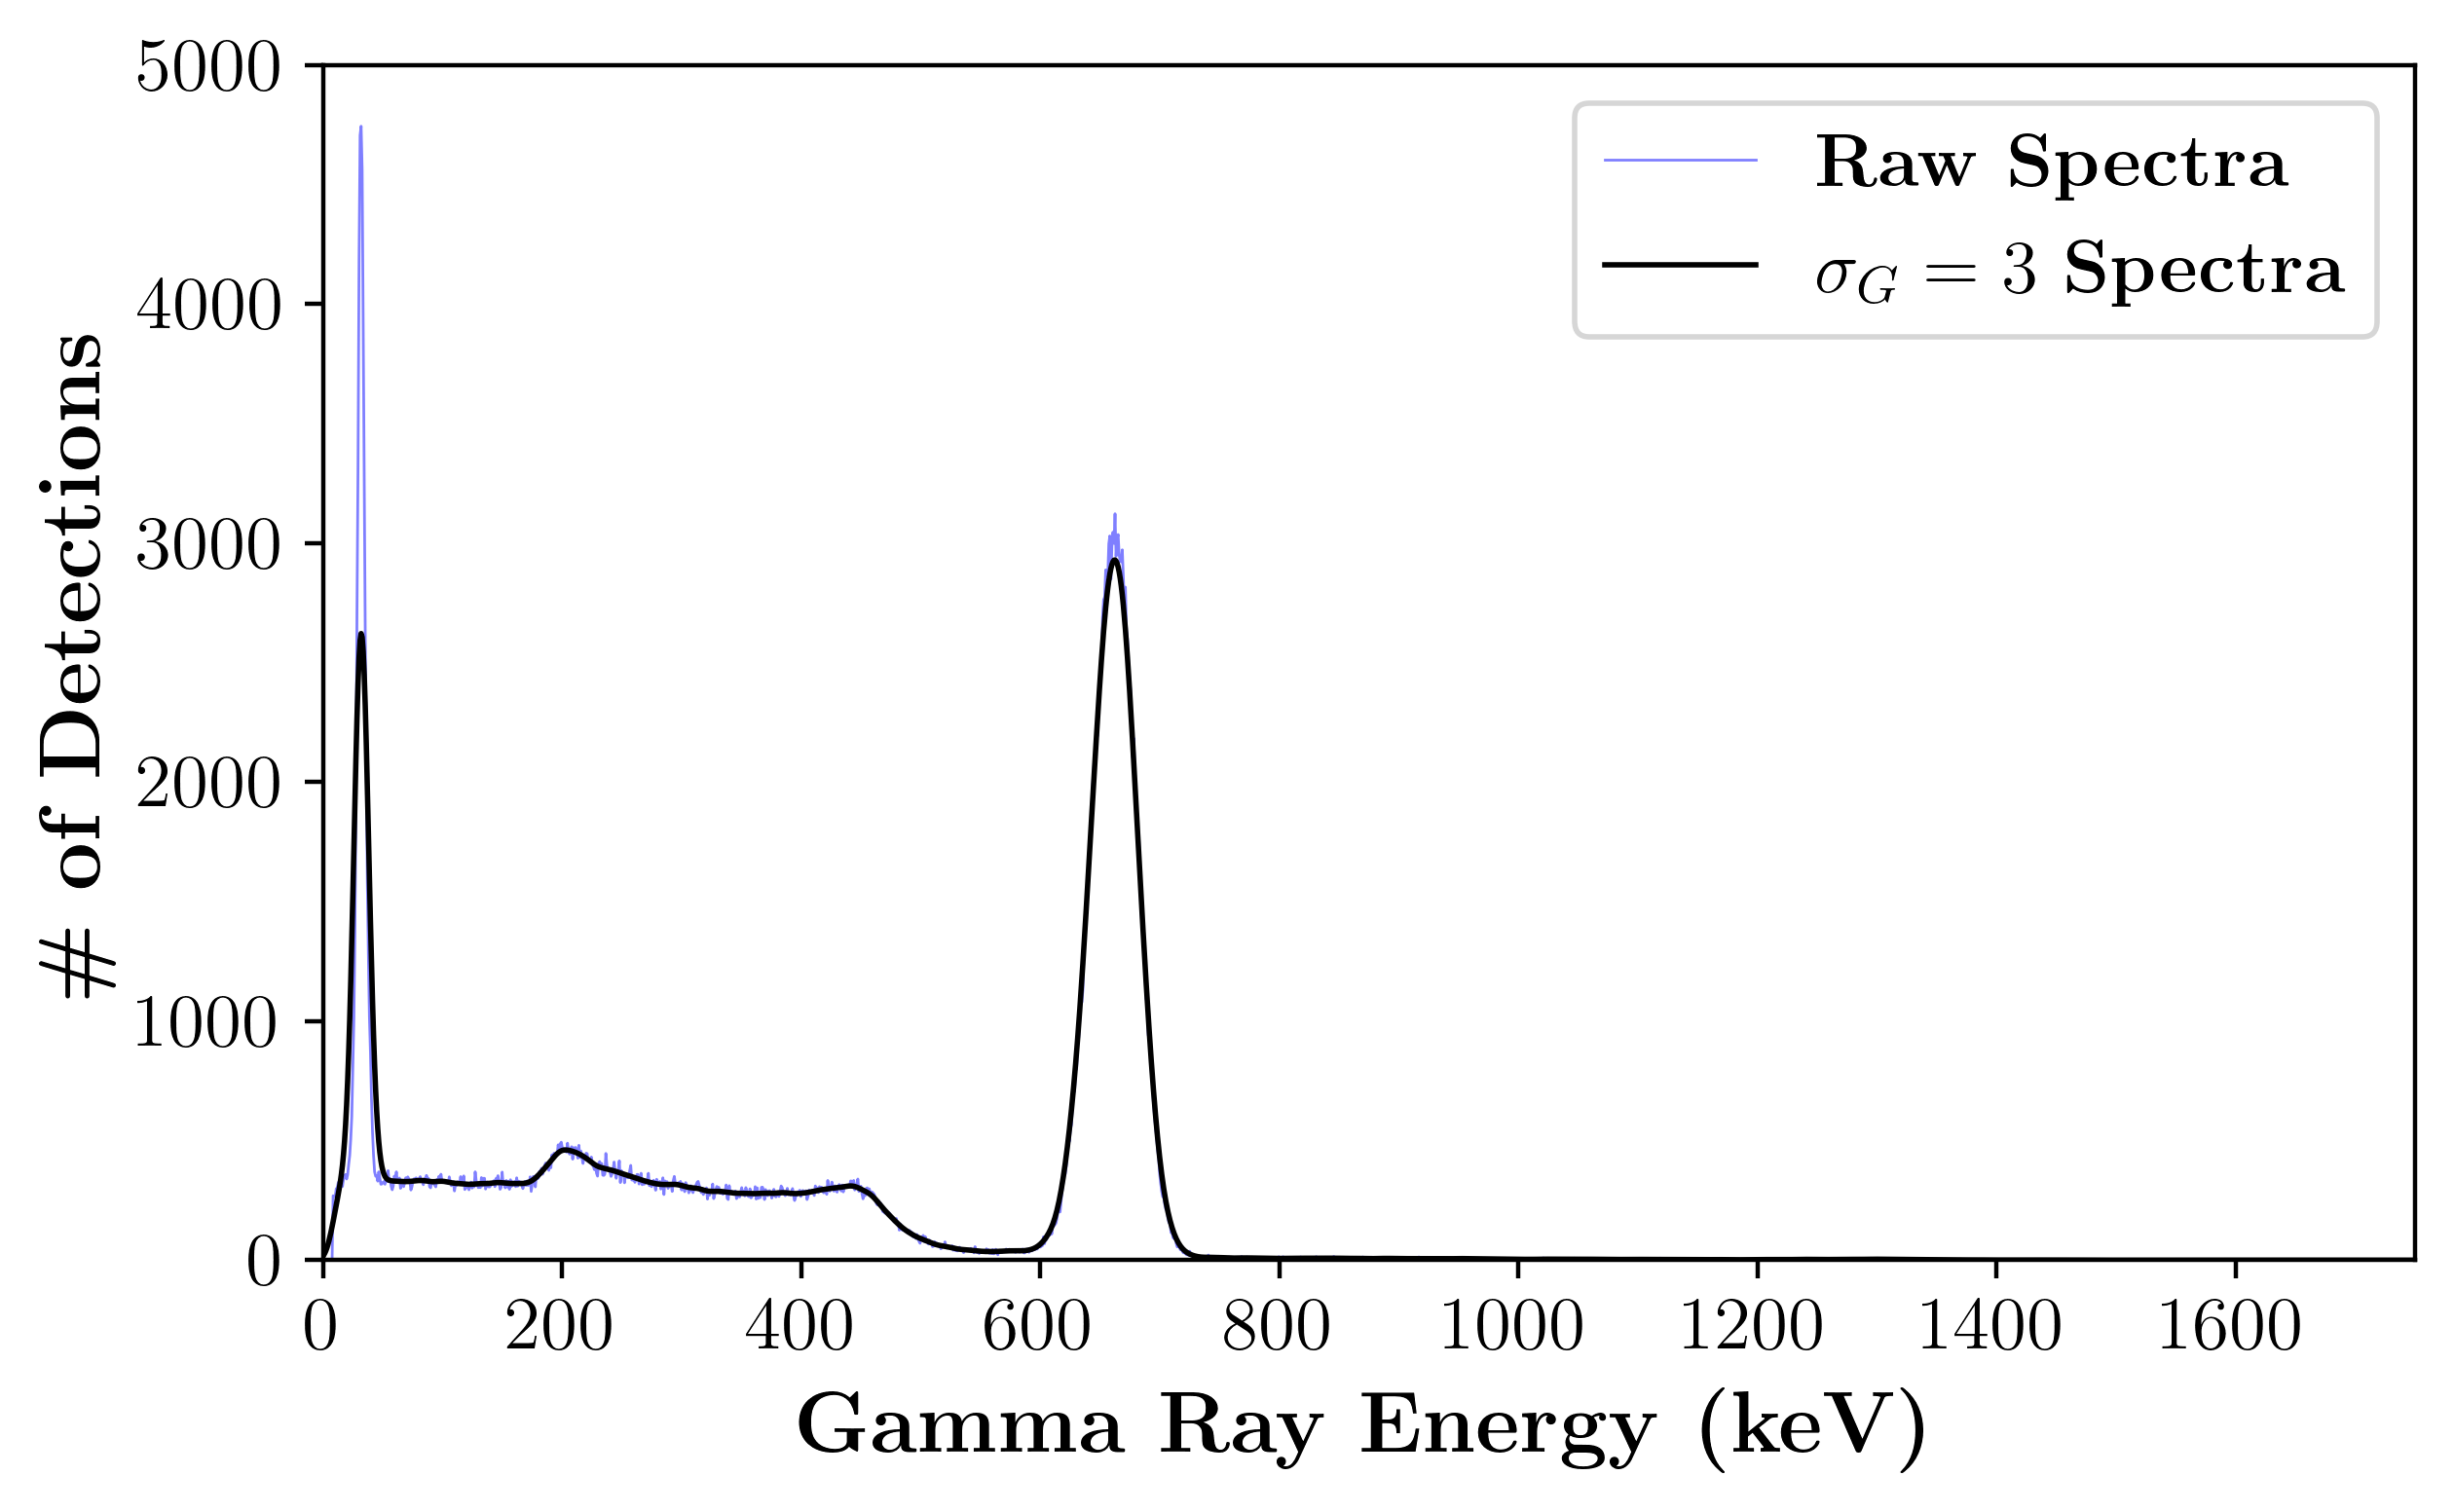 # of Detections
5000
4000
3000
2000
1000
0
Raw Spectra
σ_G = 3 Spectra
0 200 400 600 800 1000 1200 1400 1600
Gamma Ray Energy (keV)